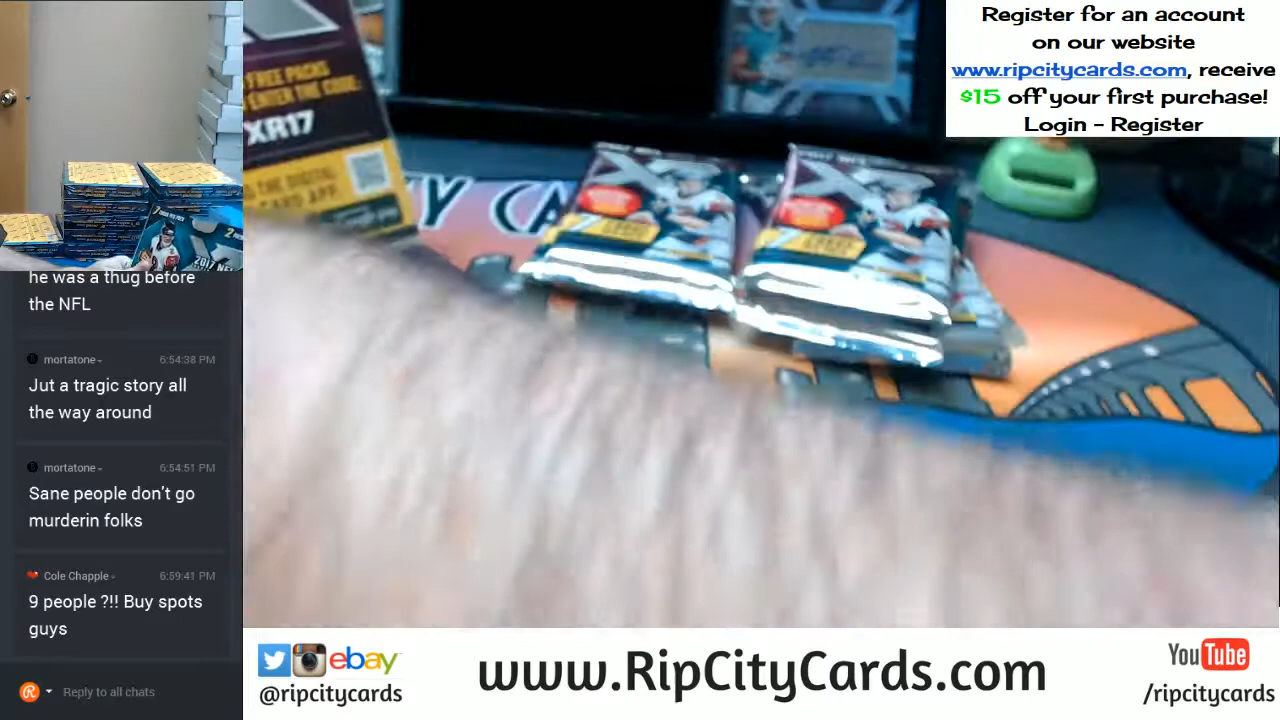 Register for an account
on our website
www.ripcitycards.com, receive
$15 off your first purchase!
Login - Register
FREE PACKS
ENTER THE CODE:
XR17
THE DIGITAL
CARD APP
Y CA
X
X
2
2017 NFL
he was a thug before
the NFL
mortatone
6:54:38 PM
Jut a tragic story all
the way around
mortatone
6:54:51 PM
Sane people don't go
murderin folks
Cole Chapple
6:59:41 PM
9 people ?!! Buy spots
guys
Reply to all chats
ebay
@ripcitycards
www.RipCityCards.com
YouTube
/ripcitycards